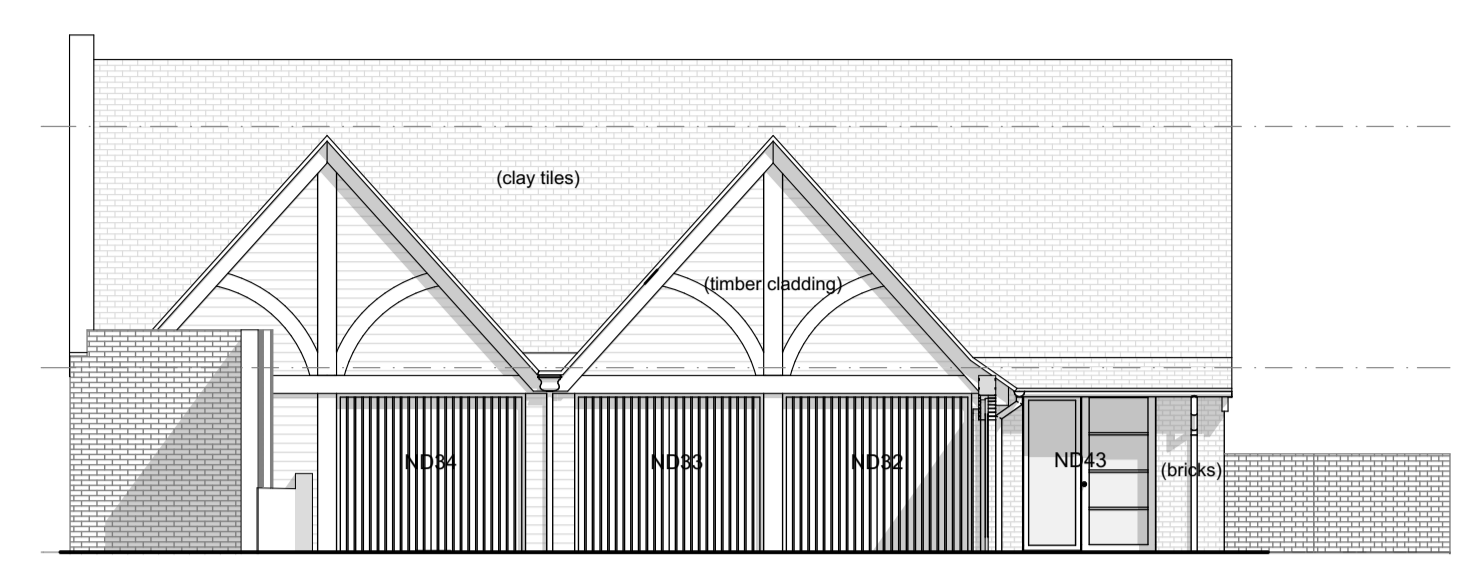 (clay tiles)
(timber cladding)
ND34
ND33
ND32
ND43
(bricks)